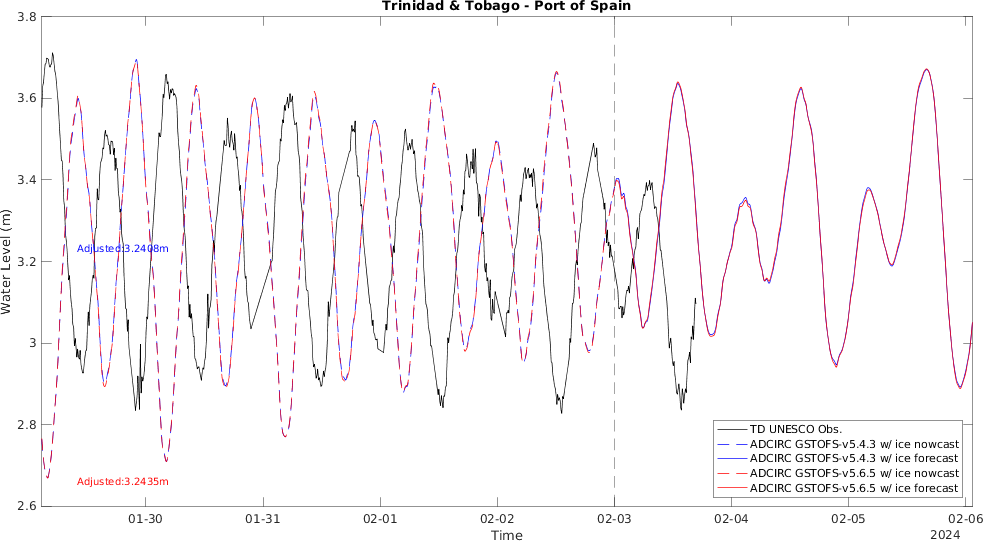 Trinidad & Tobago - Port of Spain
3.8
3.6
3.4
3.2
3
2.8
2.6
Water Level (m)
Adjusted:3.2408m
Adjusted:3.2435m
TD UNESCO Obs.
ADCIRC GSTOFS-v5.4.3 w/ ice nowcast
ADCIRC GSTOFS-v5.4.3 w/ ice forecast
ADCIRC GSTOFS-v5.6.5 w/ ice nowcast
ADCIRC GSTOFS-v5.6.5 w/ ice forecast
01-30 01-31 02-01 02-02 02-03 02-04 02-05 02-06
Time
2024